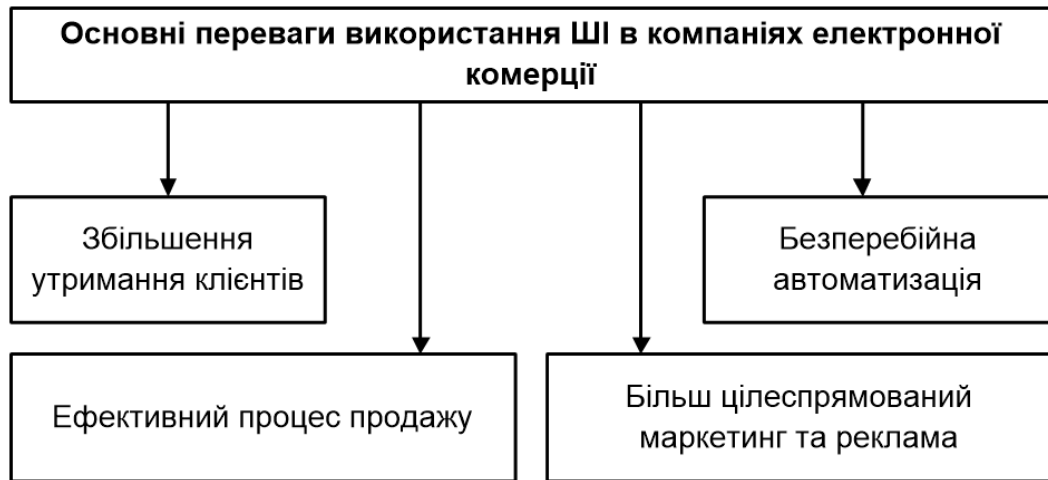 Основні переваги використання ШІ в компаніях електронної
комерції
Збільшення
утримання клієнтів
Безперебійна
автоматизація
Ефективний процес продажу
Більш цілеспрямований
маркетинг та реклама